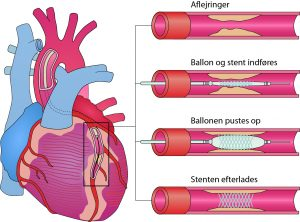 Aflejringer
Ballon og stent indføres
Ballonen pustes op
Stenten efterlades